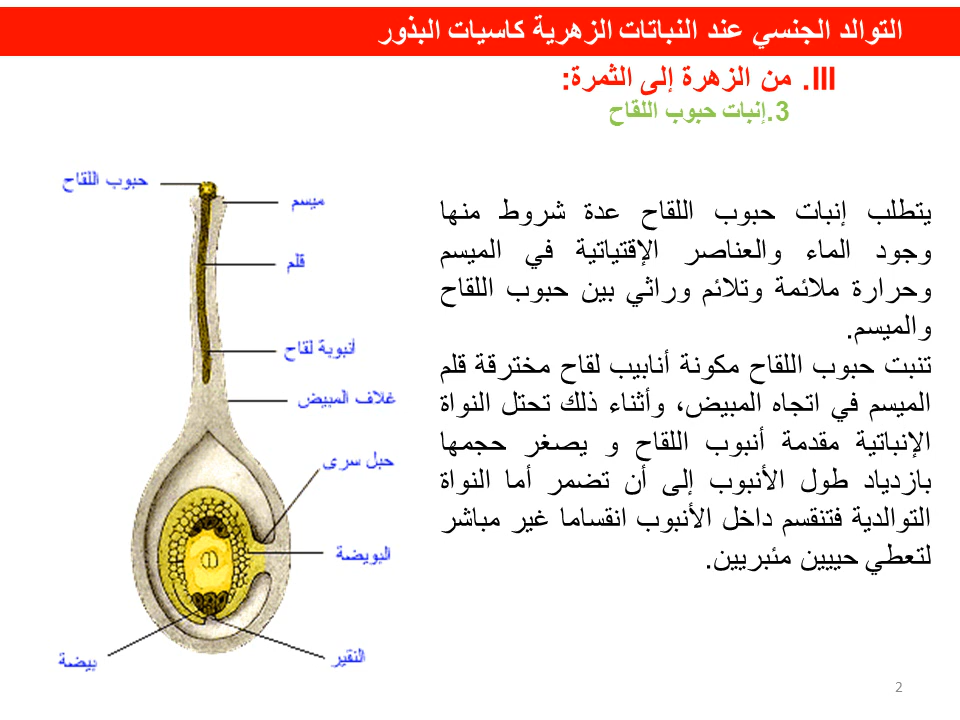 التوالد الجنسي عند النباتات الزهرية كاسيات البذور
III. من الزهرة إلى الثمرة:
3.إنبات حبوب اللقاح
يتطلب إنبات حبوب اللقاح عدة شروط منها
وجود الماء والعناصر الإقتياتية في الميسم
وحرارة ملائمة وتلائم وراثي بين حبوب اللقاح
والميسم.
تنبت حبوب اللقاح مكونة أنابيب لقاح مخترقة قلم
الميسم في اتجاه المبيض، وأثناء ذلك تحتل النواة
الإنباتية مقدمة أنبوب اللقاح و يصغر حجمها
بازدياد طول الأنبوب إلى أن تضمر أما النواة
التوالدية فتنقسم داخل الأنبوب انقساما غير مباشر
لتعطي حييين مئبريين.
حبوب اللقاح
ميسم
قلم
أنبوبة لقاح
غلاف المبيض
حبل سرى
البويضة
النقير
بيضة
2